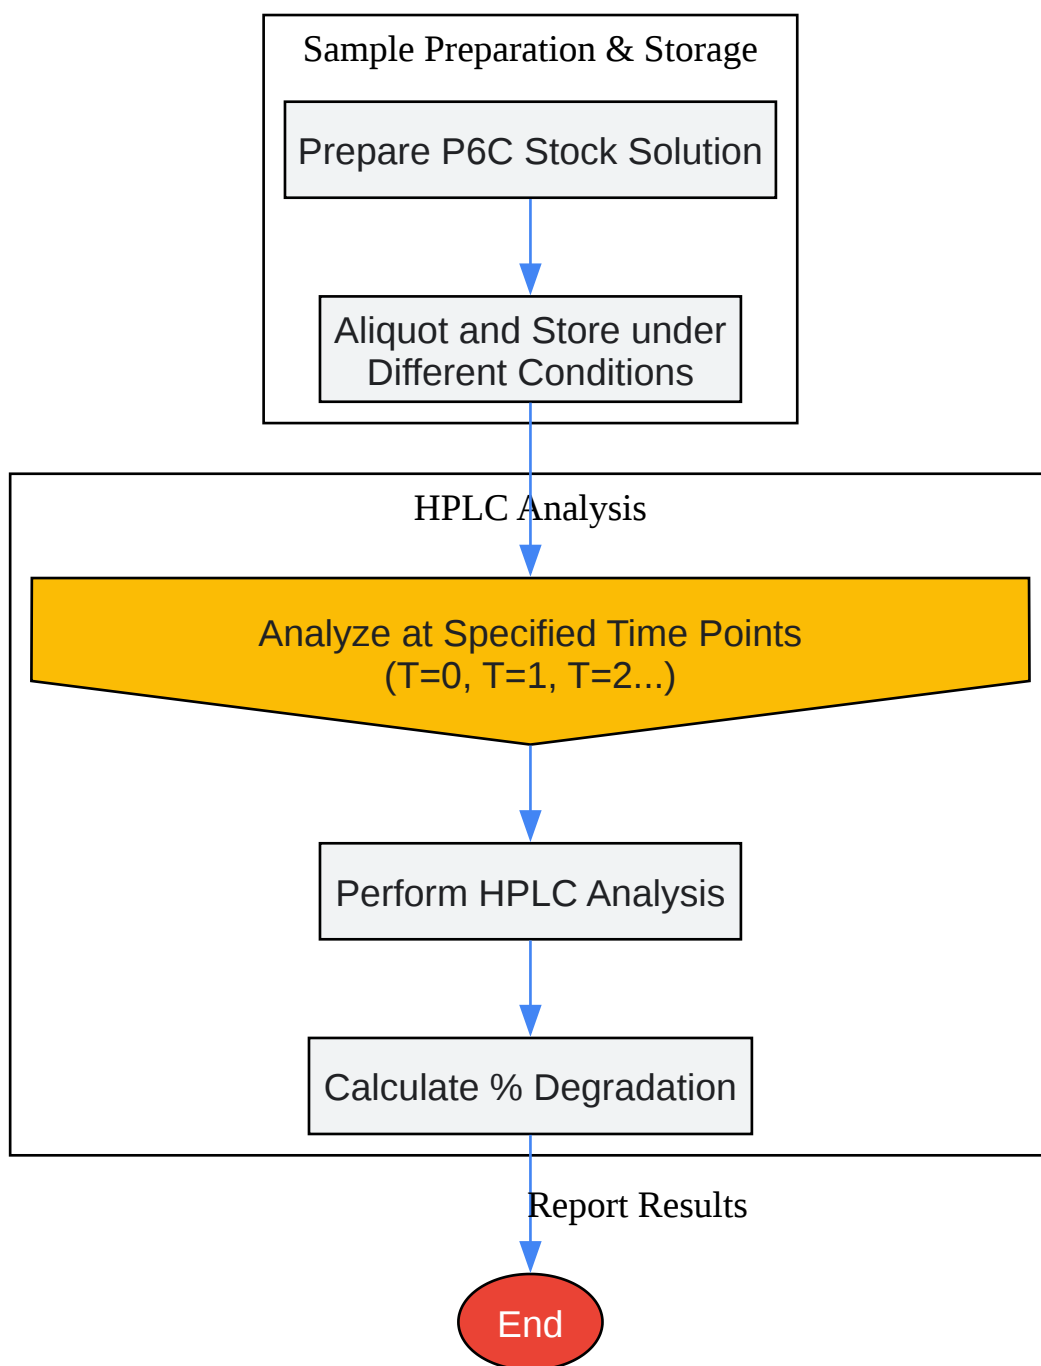 Sample Preparation & Storage
Prepare P6C Stock Solution
Aliquot and Store under
Different Conditions
HPLC Analysis
Analyze at Specified Time Points
(T=0, T=1, T=2...)
Perform HPLC Analysis
Calculate % Degradation
Report Results
End